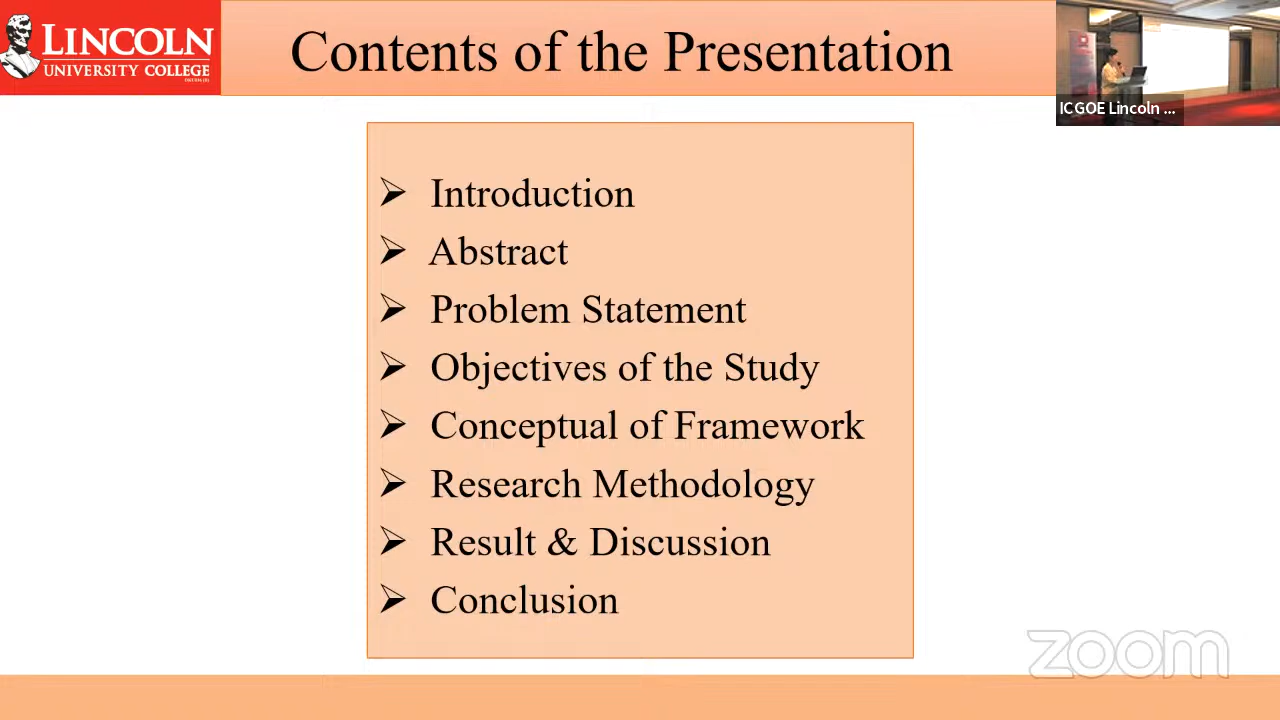 LINCOLN
UNIVERSITY COLLEGE
Contents of the Presentation
ICGOE Lincoln ...
➢ Introduction
➢ Abstract
➢ Problem Statement
➢ Objectives of the Study
➢ Conceptual of Framework
➢ Research Methodology
➢ Result & Discussion
➢ Conclusion
zoom